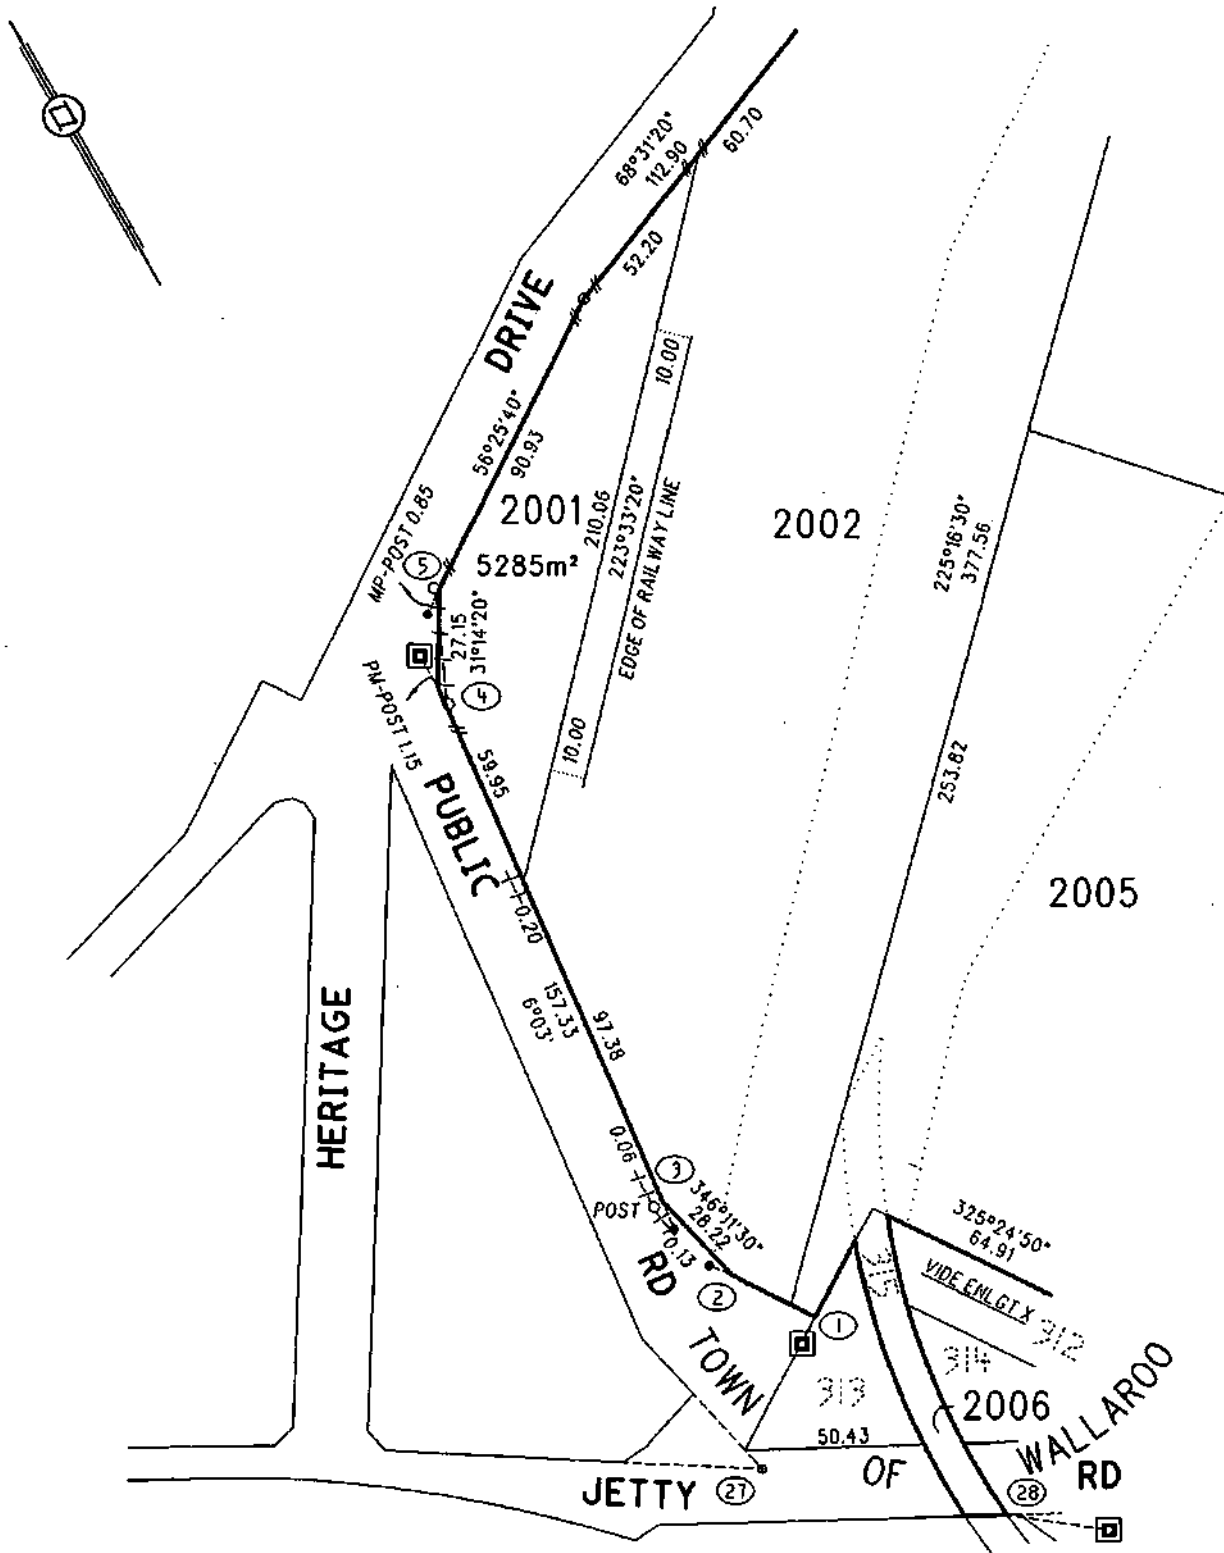 68°31'20"
112.90
60.70
52.20
DRIVE
10.00
56°25'40"
90.93
2001
5285m²
210.06
223°33'20"
EDGE OF RAILWAY LINE
2002
225°16'30"
377.56
MP-POST 0.85
5
27.15
31°14'20"
4
PM-POST 1.15
10.00
59.95
253.82
PUBLIC
2005
0.20
157.33
6°03'
97.38
HERITAGE
0.06
3
346°11'30"
28.22
POST
0.13
RD
2
1
325°24'50"
64.91
315
VIDE ENLGT.X
312
314
TOWN
313
2006
WALLAROO
50.43
OF
RD
JETTY
27
28